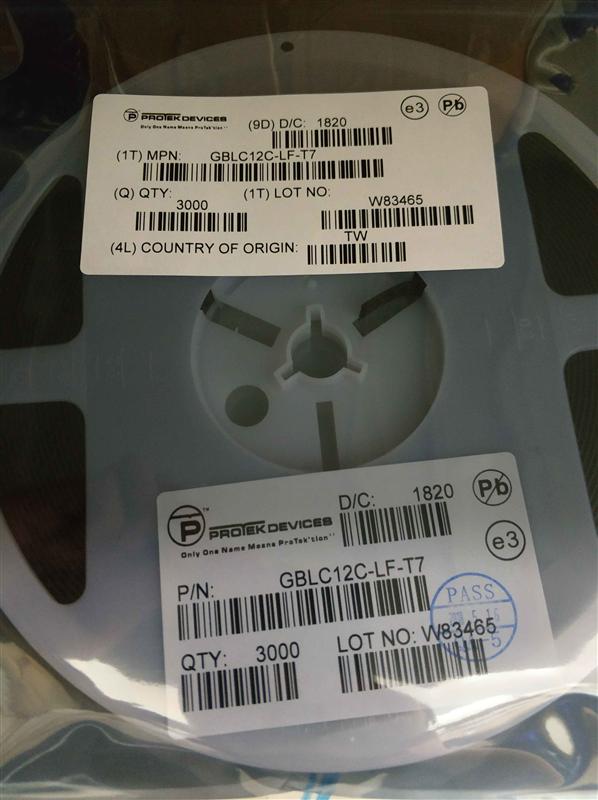 PROTEK DEVICES
Only One Name Means ProTek'tion™
(9D) D/C: 1820
e3
Pb
(1T) MPN: GBLC12C-LF-T7
(Q) QTY: 3000
(1T) LOT NO: W83465
(4L) COUNTRY OF ORIGIN: TW
PROTEK DEVICES
Only One Name Means ProTek'tion™
D/C: 1820
Pb
e3
P/N: GBLC12C-LF-T7
PASS
QTY: 3000
LOT NO: W83465